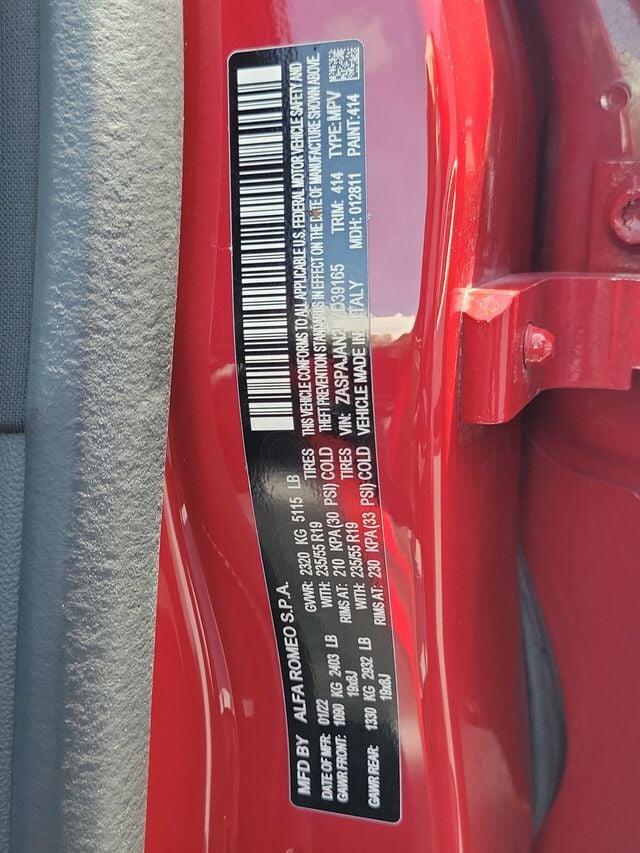 MFD BY ALFA ROMEO S.P.A.
DATE OF MFR: 01/22 GVWR: 2320 KG 5115 LB
GAWR FRONT: 1090 KG 2403 LB WITH: 235/55 R19 TIRES
19x8J RIMS AT: 210 KPA(30 PSI) COLD
GAWR REAR: 1330 KG 2932 LB WITH: 235/55 R19 TIRES
19x8J RIMS AT: 230 KPA (33 PSI) COLD
THIS VEHICLE CONFORMS TO ALL APPLICABLE U.S. FEDERAL MOTOR VEHICLE SAFETY AND
THEFT PREVENTION STANDARDS IN EFFECT ON THE DATE OF MANUFACTURE SHOWN ABOVE
VIN: TRIM: 414 TYPE: MPV
VEHICLE MADE IN ITALY MDH: 012811 PAINT: 414